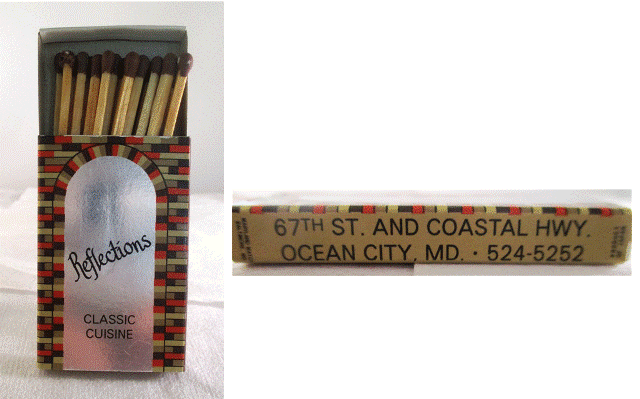 Reflections
CLASSIC
CUISINE
67TH ST. AND COASTAL HWY.
OCEAN CITY, MD. • 524-5252